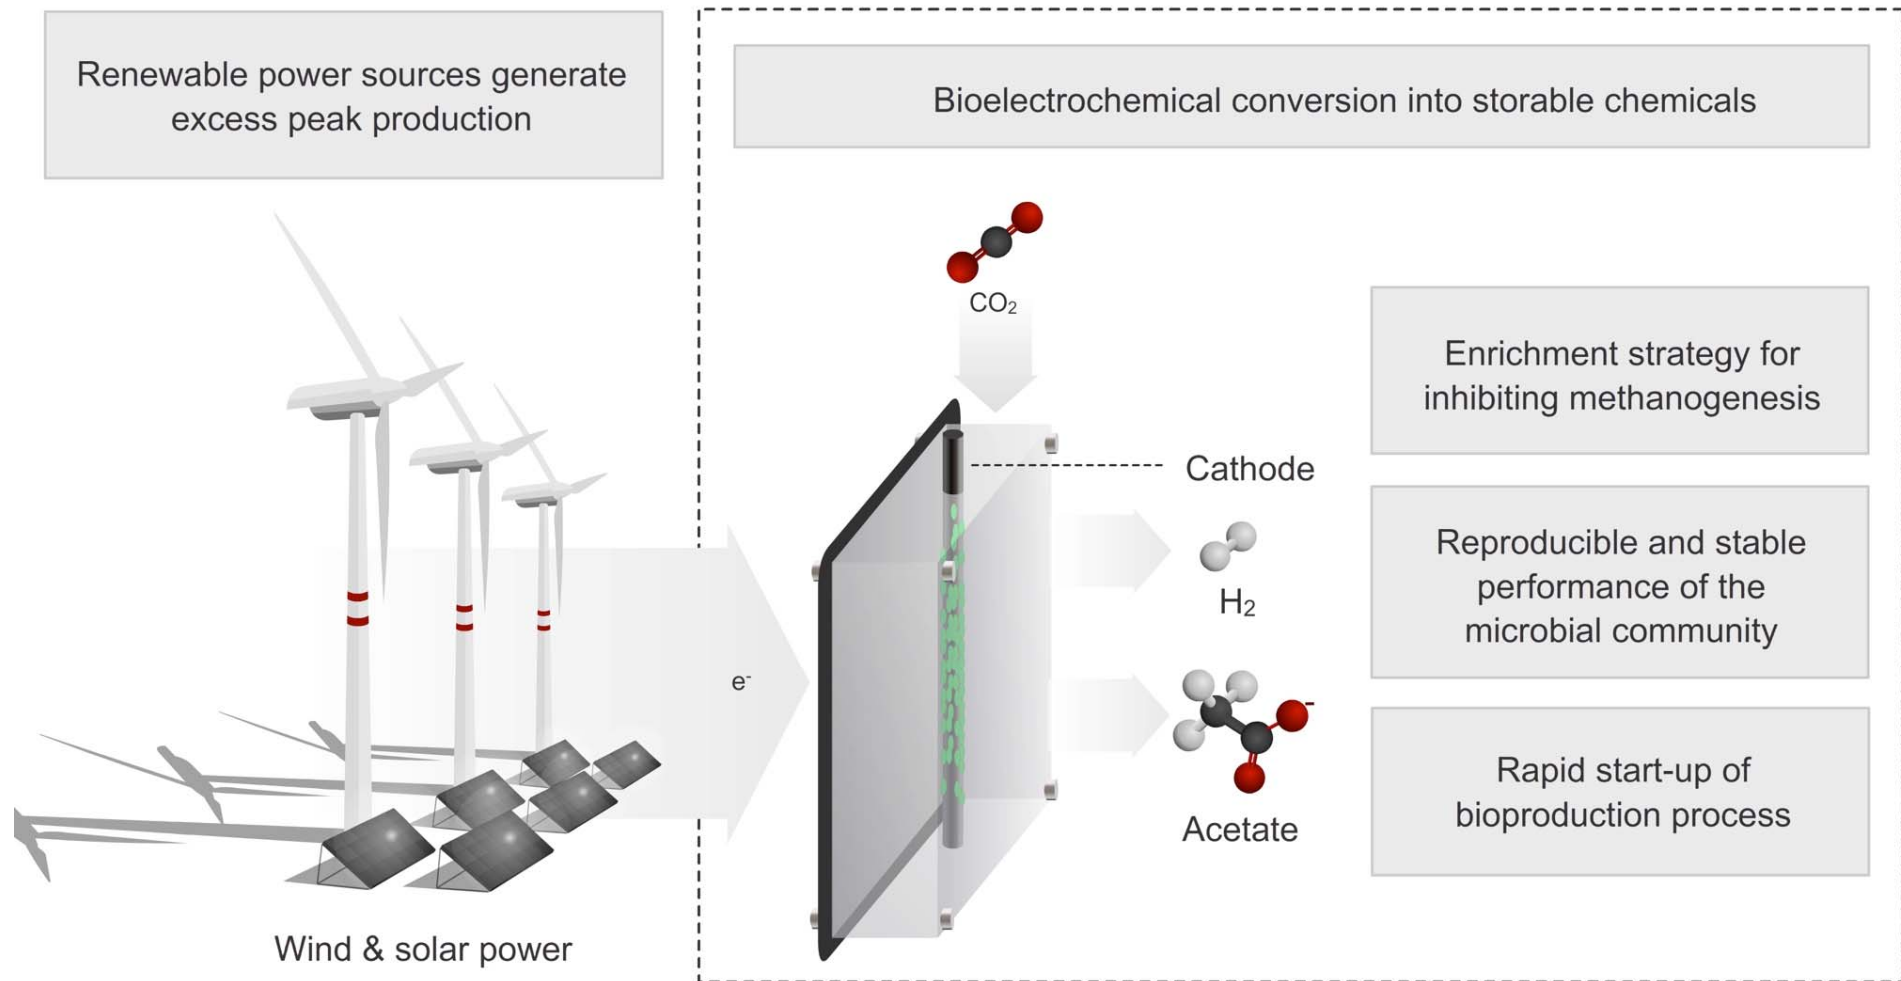 Renewable power sources generate
excess peak production
Wind & solar power
e⁻
Bioelectrochemical conversion into storable chemicals
CO₂
Cathode
H₂
-
Acetate
Enrichment strategy for
inhibiting methanogenesis
Reproducible and stable
performance of the
microbial community
Rapid start-up of
bioproduction process